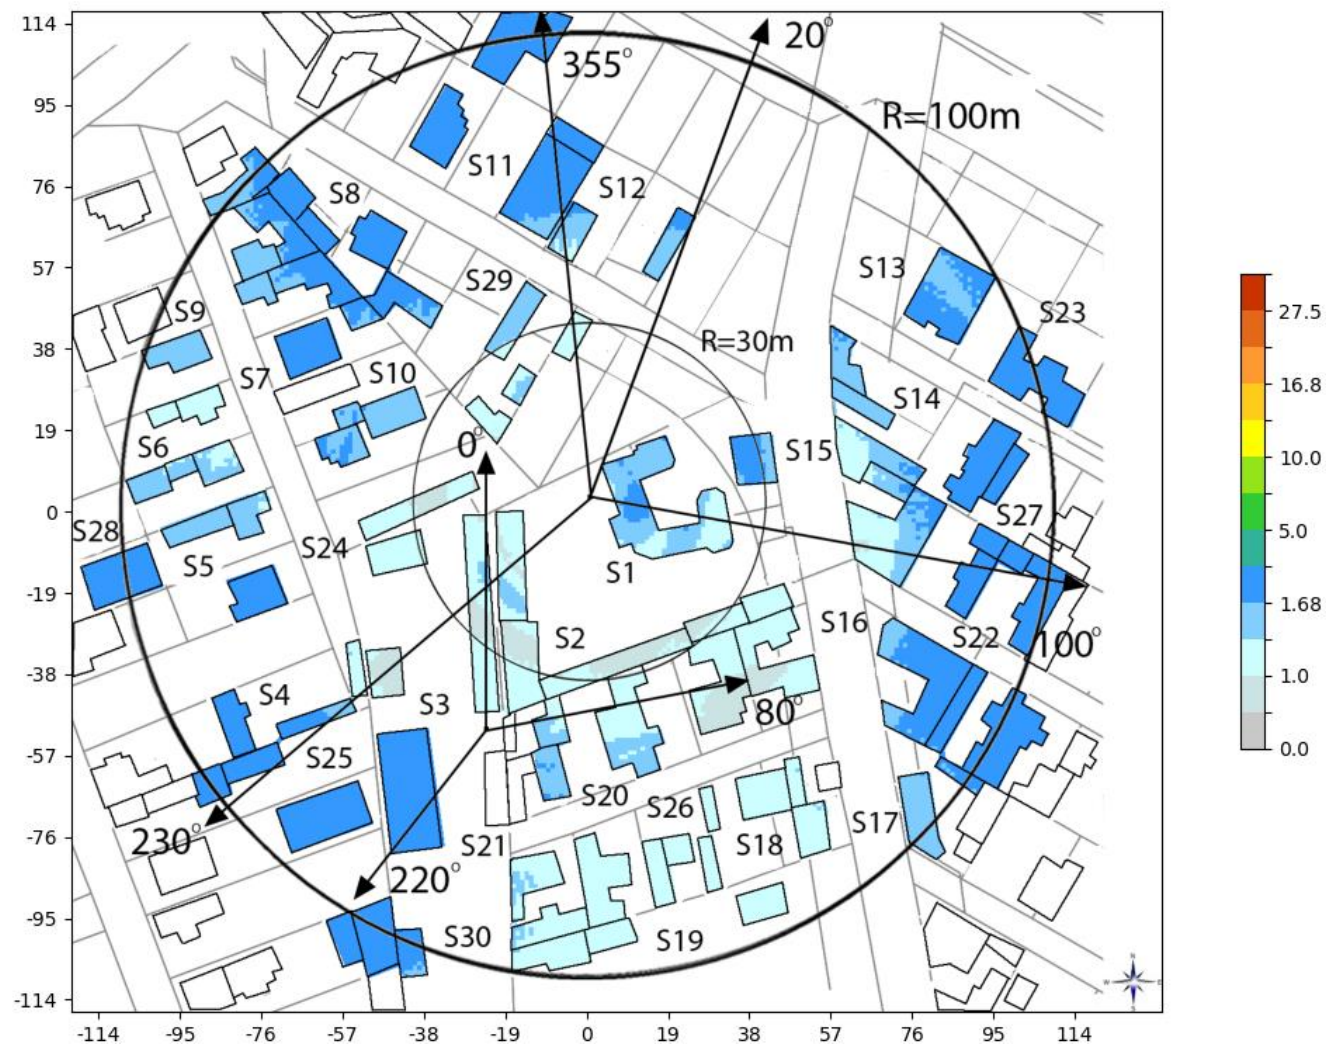 114
95
76
57
38
19
0
-19
-38
-57
-76
-95
-114
-114 -95 -76 -57 -38 -19 0 19 38 57 76 95 114
355°
20°
R=100m
S11
S12
S8
S13
S23
S29
R=30m
S9
S7
S10
S14
S6
0°
S15
S28
S5
S24
S27
S1
S2
S16
S22
100°
S4
S3
80°
S25
S20
S26
S17
230°
S21
S18
220°
S30
S19
27.5
16.8
10.0
5.0
1.68
1.0
0.0
N
W
E
S